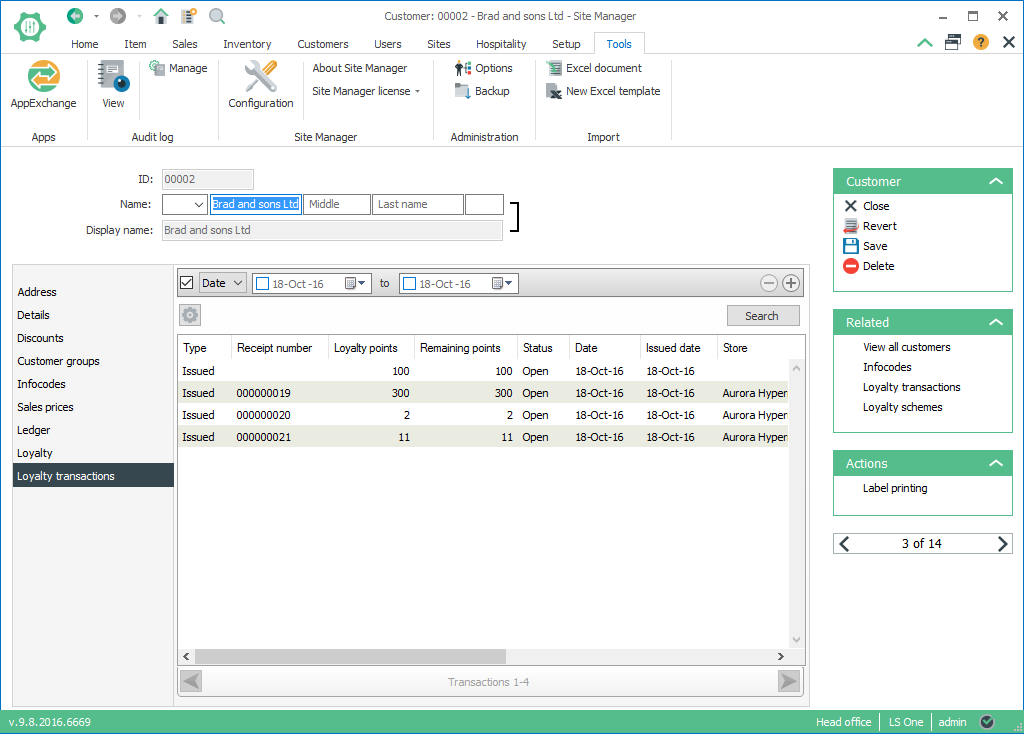 Customer: 00002 - Brad and sons Ltd - Site Manager
Home Item Sales Inventory Customers Users Sites Hospitality Setup Tools
AppExchange
Apps
View
Manage
Audit log
Configuration
About Site Manager
Site Manager license
Site Manager
Options
Backup
Administration
Excel document
New Excel template
Import
ID: 00002
Name: Brad and sons Ltd Middle Last name
Display name: Brad and sons Ltd
Address
Details
Discounts
Customer groups
Infocodes
Sales prices
Ledger
Loyalty
Loyalty transactions
Date 18-Oct -16 to 18-Oct -16
Search
Type Receipt number Loyalty points Remaining points Status Date Issued date Store
Issued 100 100 Open 18-Oct-16 18-Oct-16
Issued 000000019 300 300 Open 18-Oct-16 18-Oct-16 Aurora Hyper
Issued 000000020 2 2 Open 18-Oct-16 18-Oct-16 Aurora Hyper
Issued 000000021 11 11 Open 18-Oct-16 18-Oct-16 Aurora Hyper
Transactions 1-4
Customer
Close
Revert
Save
Delete
Related
View all customers
Infocodes
Loyalty transactions
Loyalty schemes
Actions
Label printing
3 of 14
v.9.8.2016.6669
Head office LS One admin